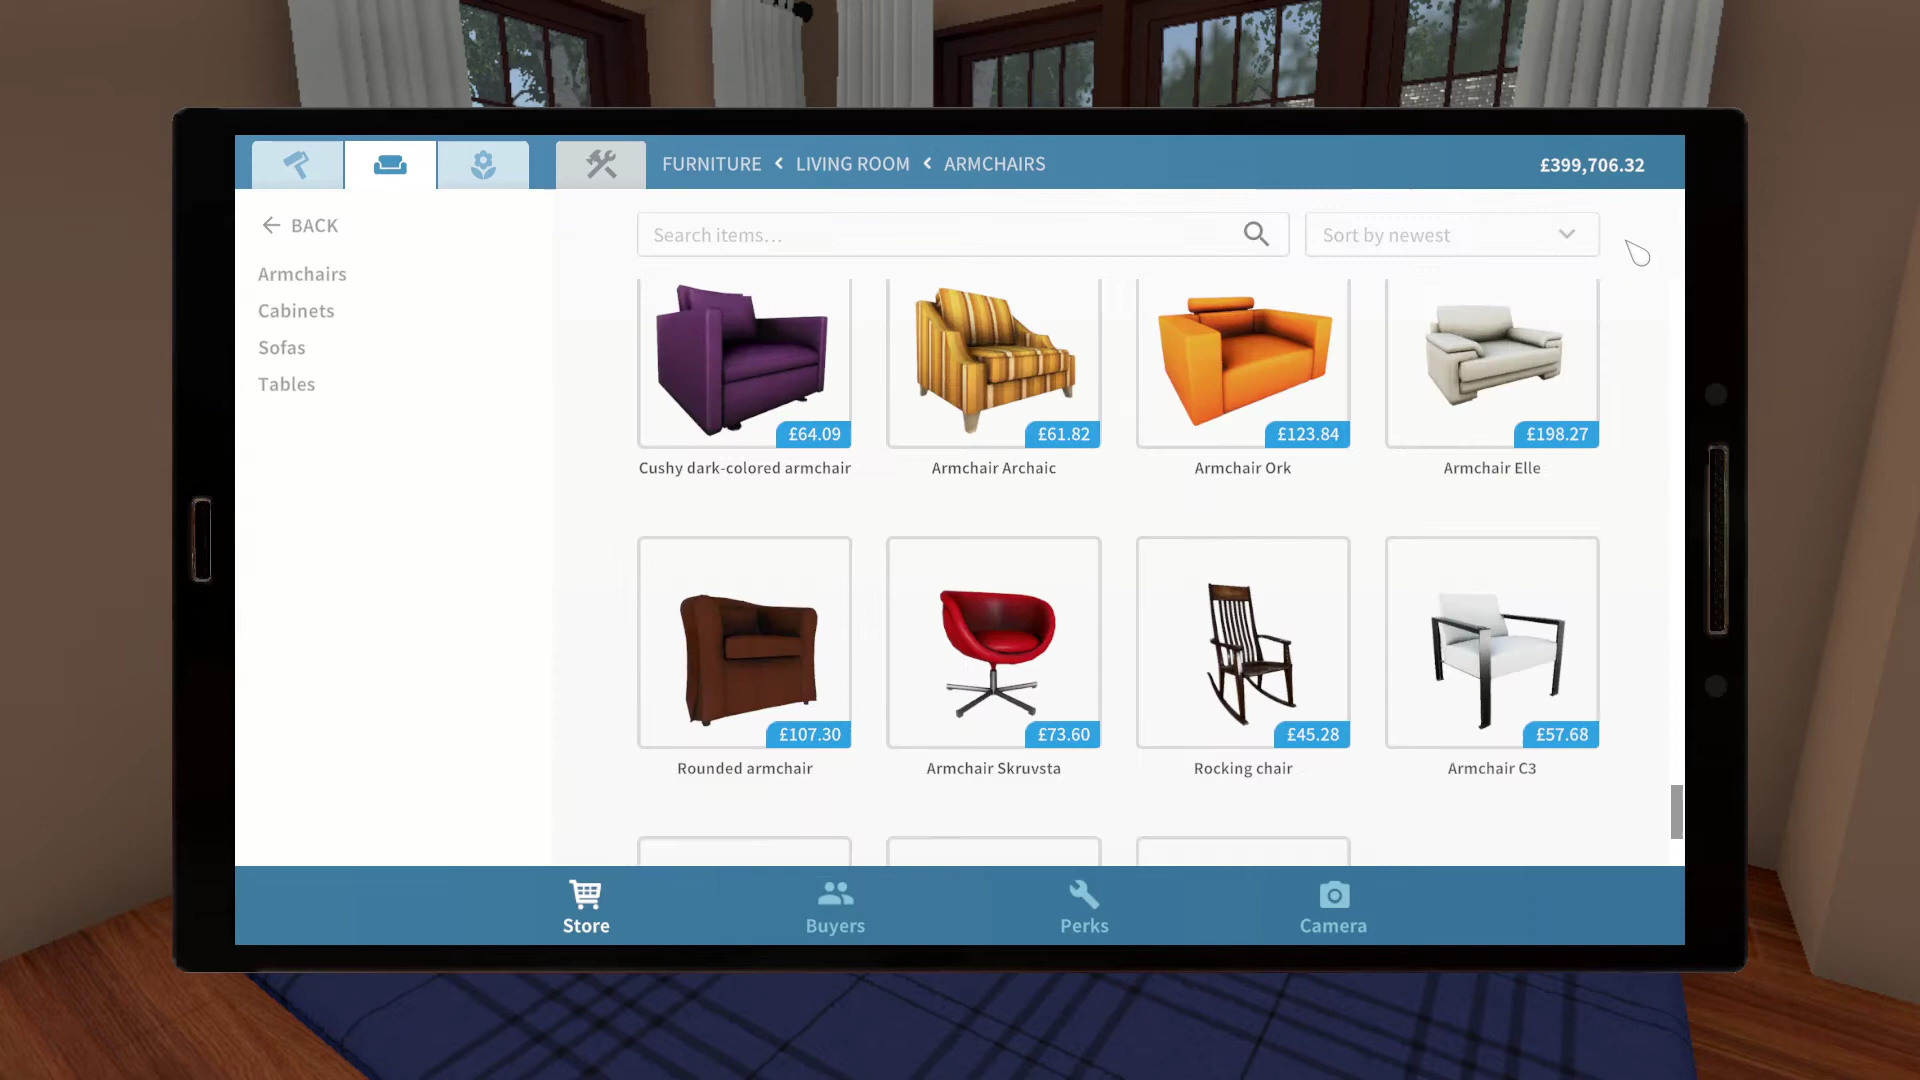 FURNITURE < LIVING ROOM < ARMCHAIRS
£399,706.32
BACK
Armchairs
Cabinets
Sofas
Tables
Search items...
Sort by newest
£64.09
£61.82
£123.84
£198.27
Cushy dark-colored armchair
Armchair Archaic
Armchair Ork
Armchair Elle
£107.30
£73.60
£45.28
£57.68
Rounded armchair
Armchair Skruvsta
Rocking chair
Armchair C3
Store
Buyers
Perks
Camera